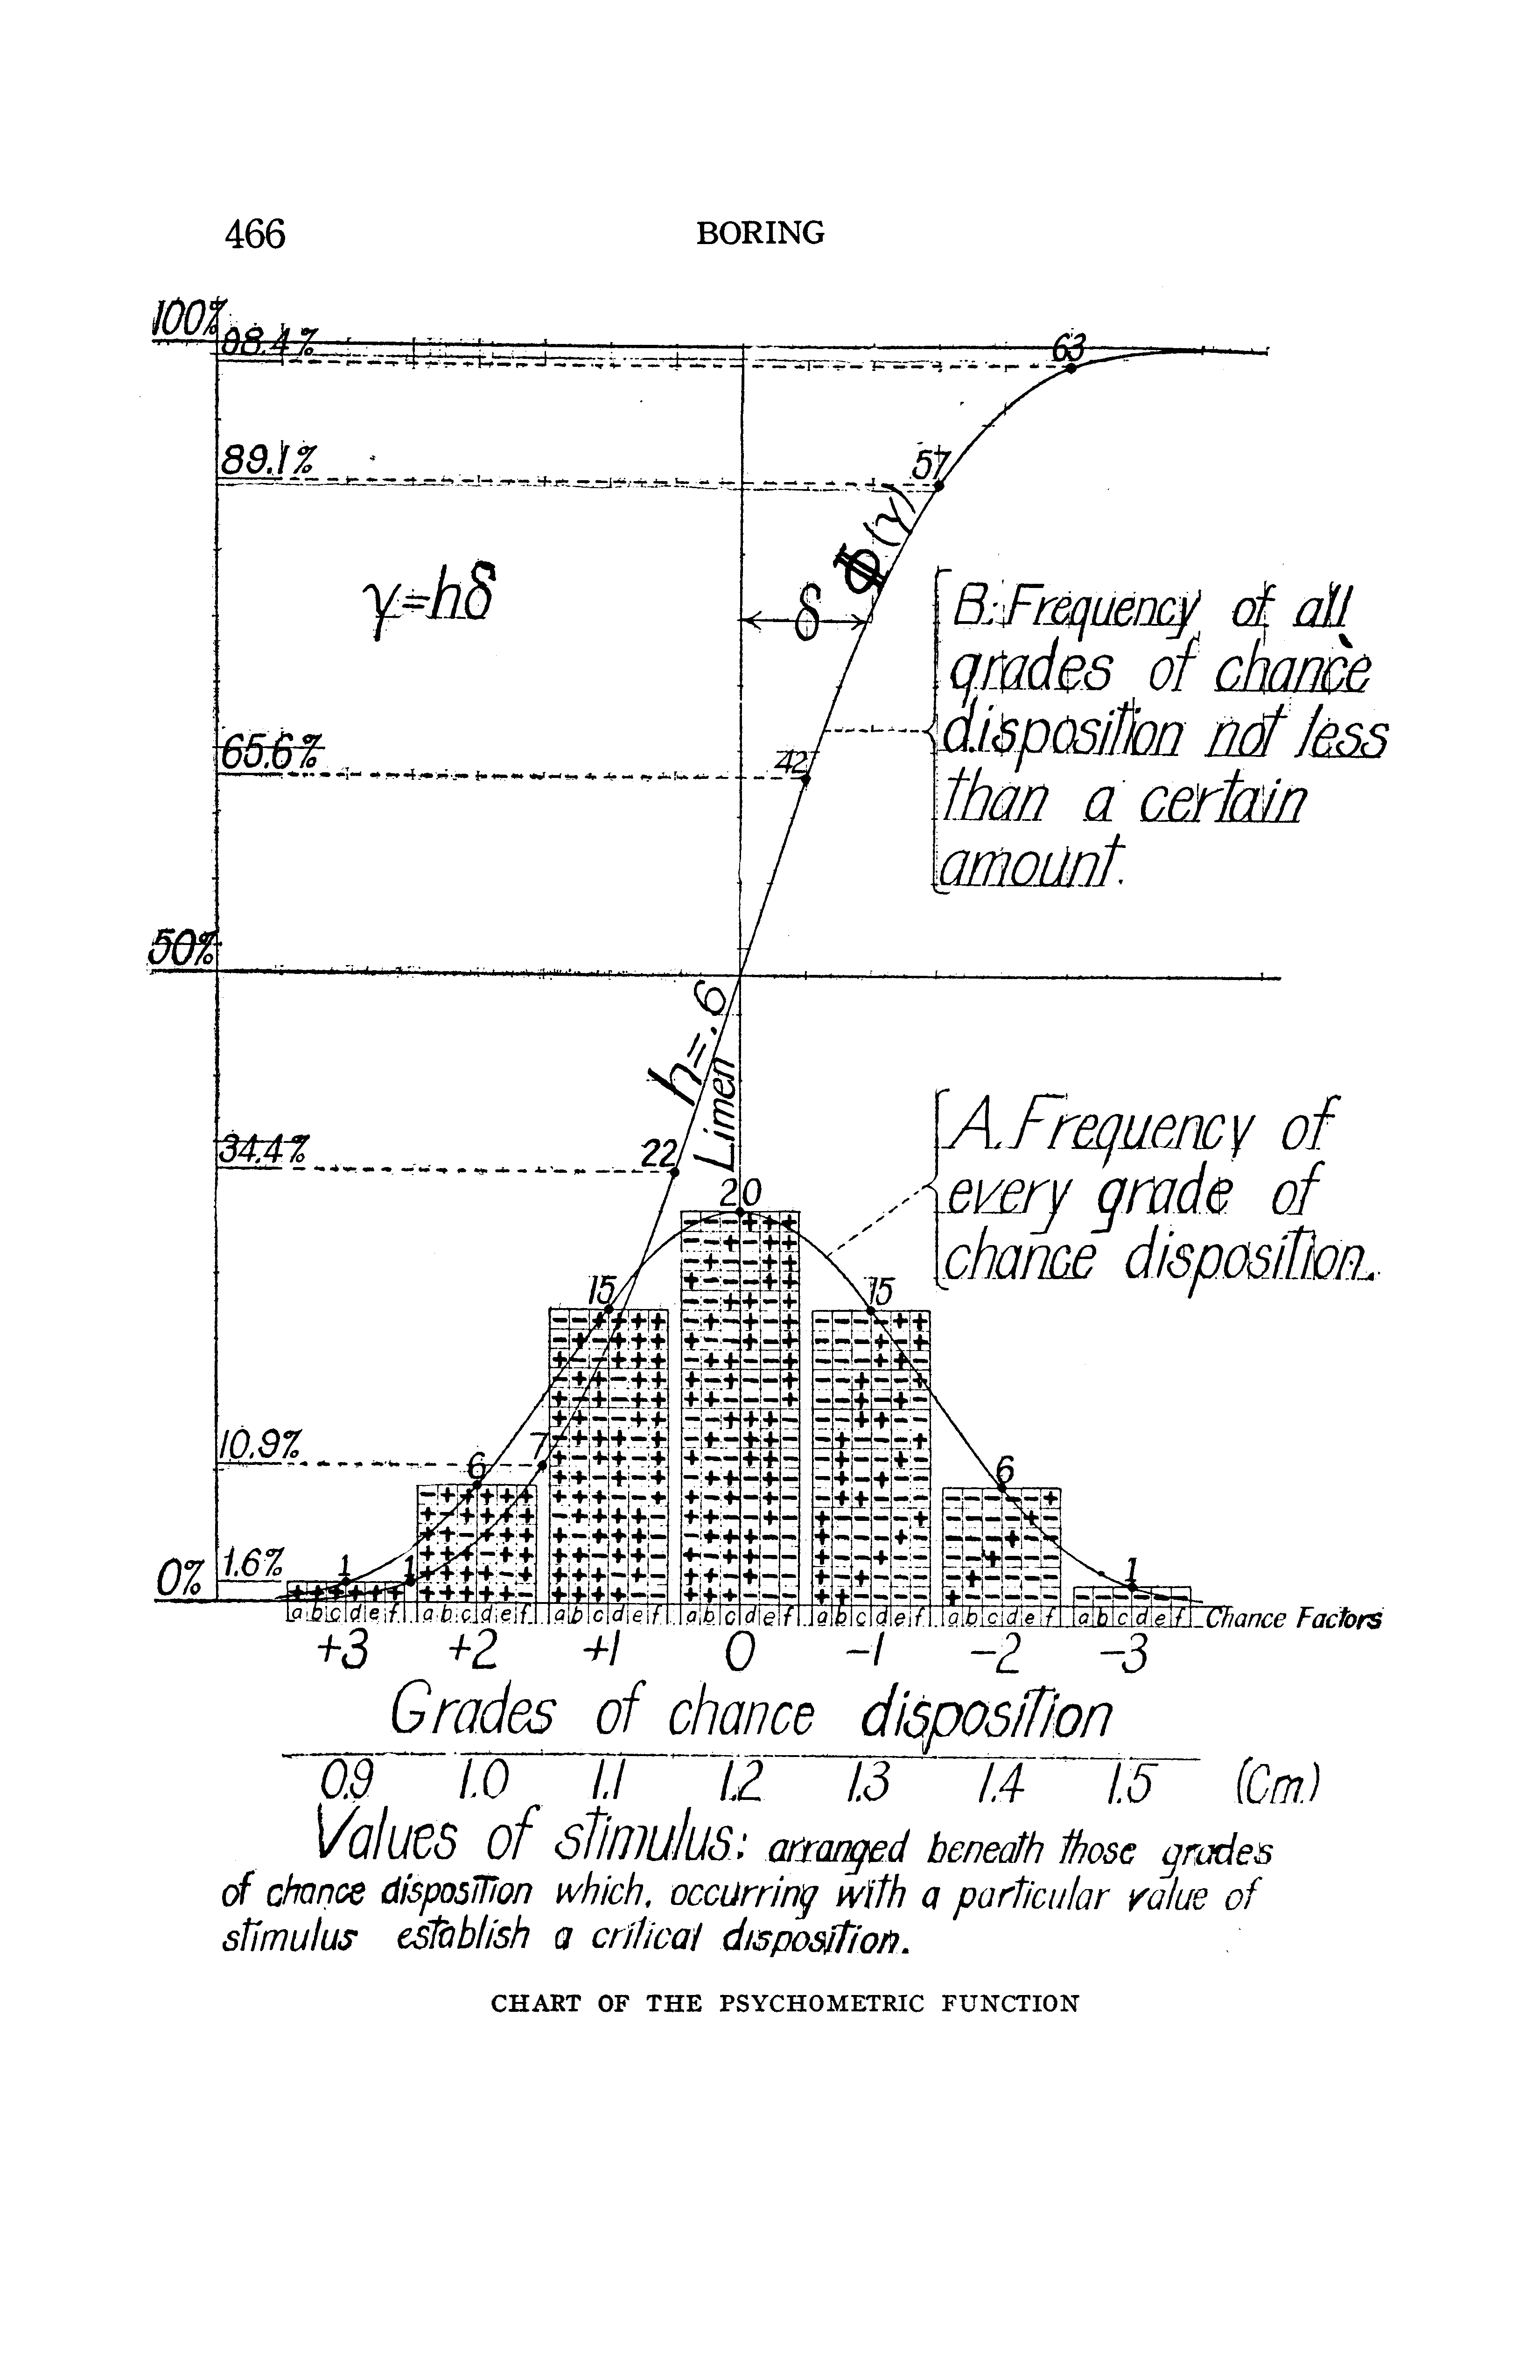 466 BORING
100%
98.4%
63
89.1%
57
Φ(γ)
γ=hδ
δ
B: Frequency of all
grades of chance
disposition not less
than a certain
amount.
65.6%
42
50%
h=.6
Limen
34.4%
22
20
A. Frequency of
every grade of
chance disposition.
15 15
10.9%
7
6 6
0% 1.6%
1 1 1
a b c d e f a b c d e f a b c d e f a b c d e f a b c d e f a b c d e f a b c d e f Chance Factors
+3 +2 +1 0 -1 -2 -3
Grades of chance disposition
0.9 1.0 1.1 1.2 1.3 1.4 1.5 (Cm.)
Values of stimulus: arranged beneath those grades
of chance disposition which, occurring with a particular value of
stimulus establish a critical disposition.
CHART OF THE PSYCHOMETRIC FUNCTION